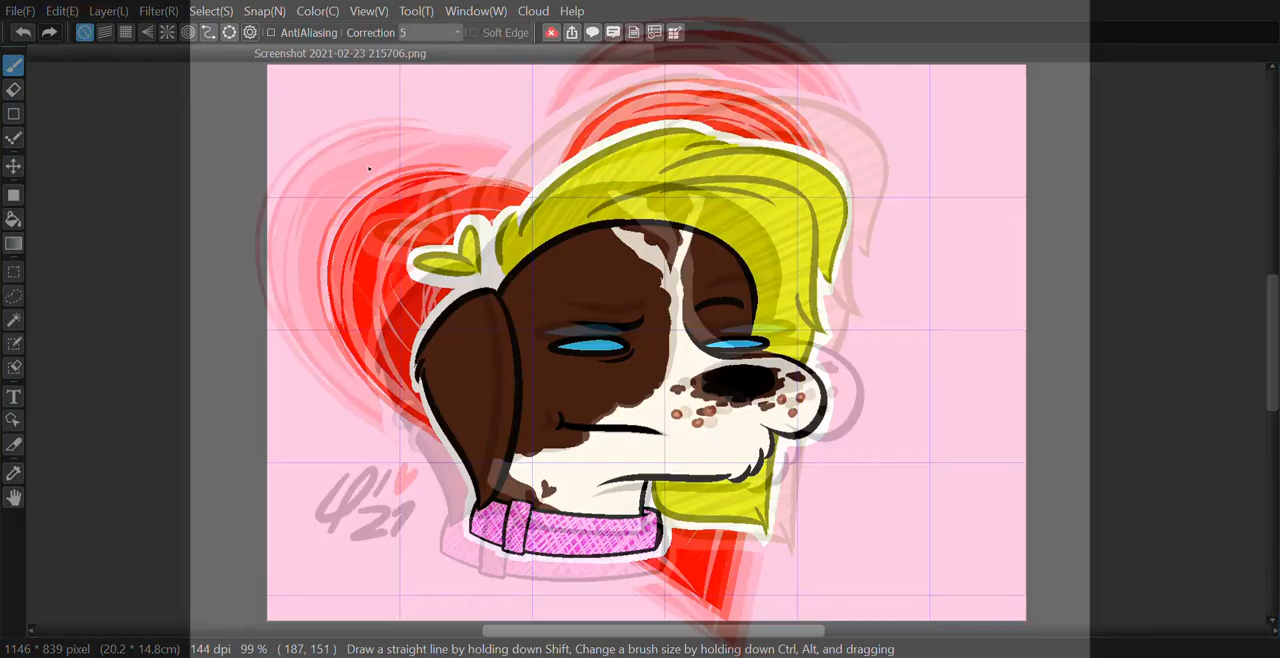 File(F) Edit(E) Layer(L) Filter(R) Select(S) Snap(N) Color(C) View(V) Tool(T) Window(W) Cloud Help
AntiAliasing Correction 5 Soft Edge
Screenshot 2021-02-23 215706.png
T
21
1146 * 839 pixel (20.2 * 14.8cm) 144 dpi 99 % ( 187, 151 ) Draw a straight line by holding down Shift, Change a brush size by holding down Ctrl, Alt, and dragging